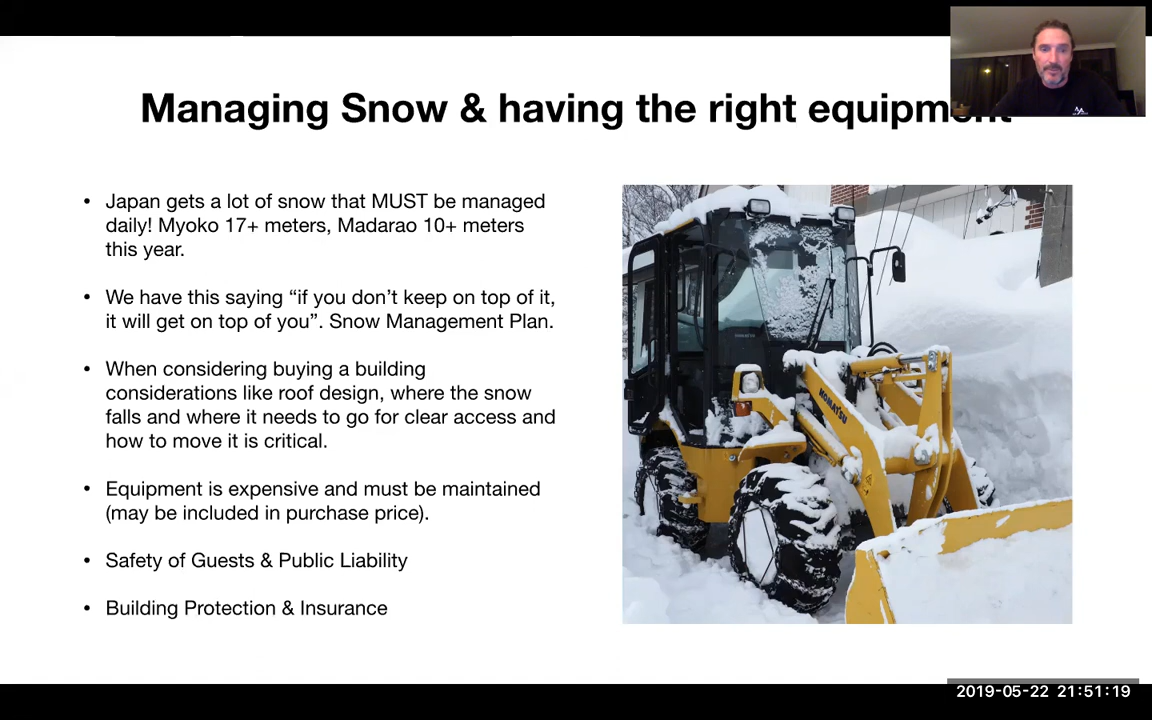 Managing Snow & having the right equipment
• Japan gets a lot of snow that MUST be managed
daily! Myoko 17+ meters, Madarao 10+ meters
this year.
• We have this saying “if you don’t keep on top of it,
it will get on top of you”. Snow Management Plan.
• When considering buying a building
considerations like roof design, where the snow
falls and where it needs to go for clear access and
how to move it is critical.
• Equipment is expensive and must be maintained
(may be included in purchase price).
• Safety of Guests & Public Liability
• Building Protection & Insurance
KOMATSU
2019-05-22 21:51:19